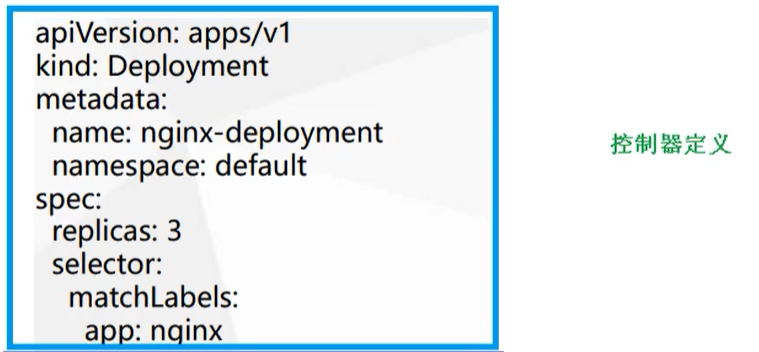 apiVersion: apps/v1
kind: Deployment
metadata:
  name: nginx-deployment
  namespace: default
spec:
  replicas: 3
  selector:
    matchLabels:
      app: nginx
控制器定义